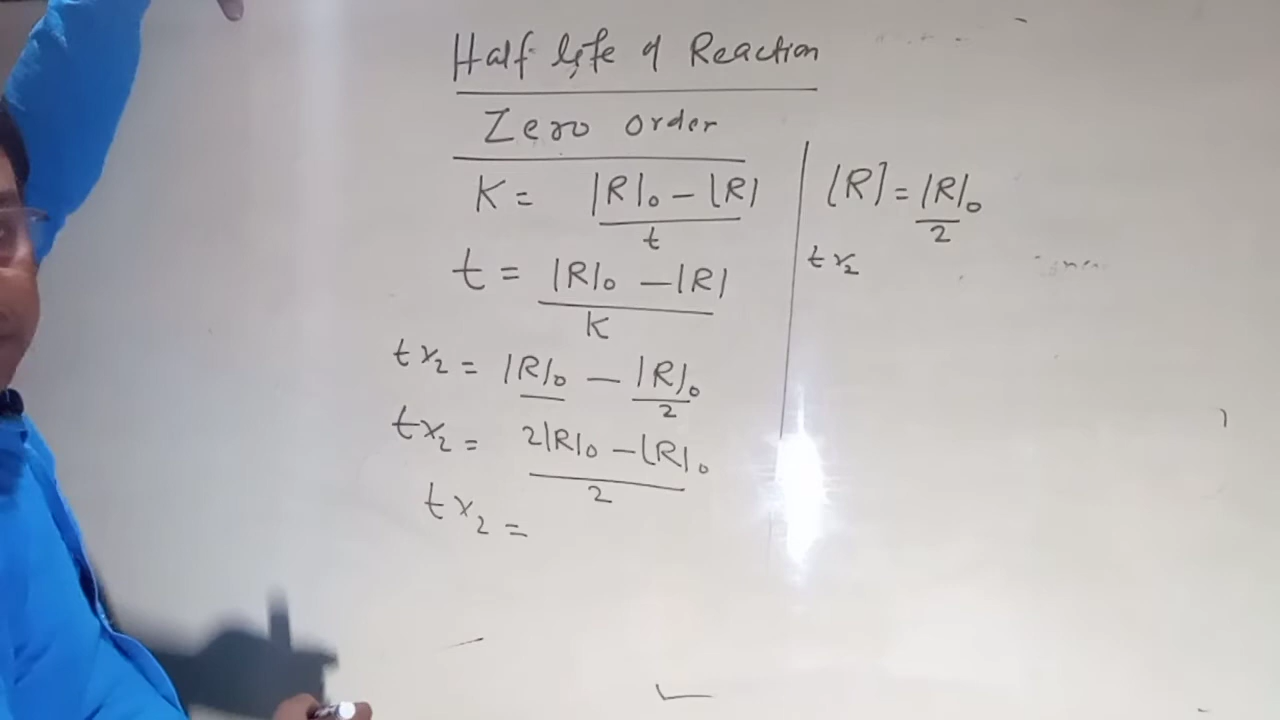 Half life of Reaction
Zero order
K = [R]₀ - [R] / t
t = [R]₀ - [R] / K
t½ = [R]₀ - [R]₀ / 2
t½ = 2[R]₀ - [R]₀ / 2
t½ =
[R] = [R]₀ / 2
t½